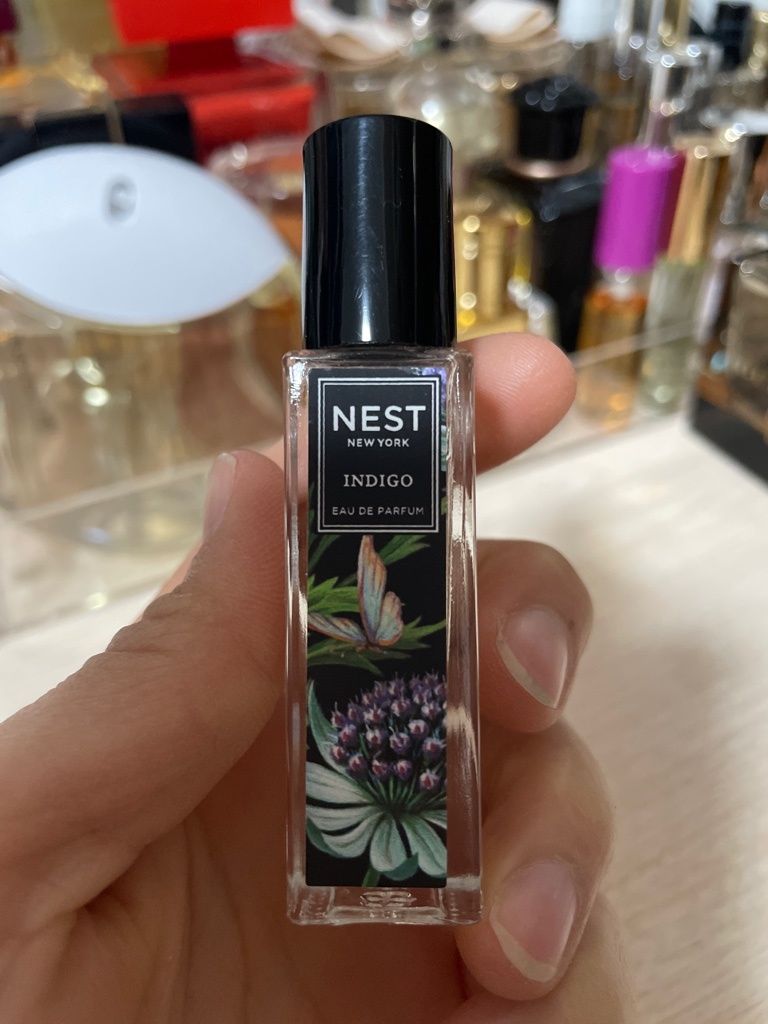 NEST
NEW YORK
INDIGO
EAU DE PARFUM